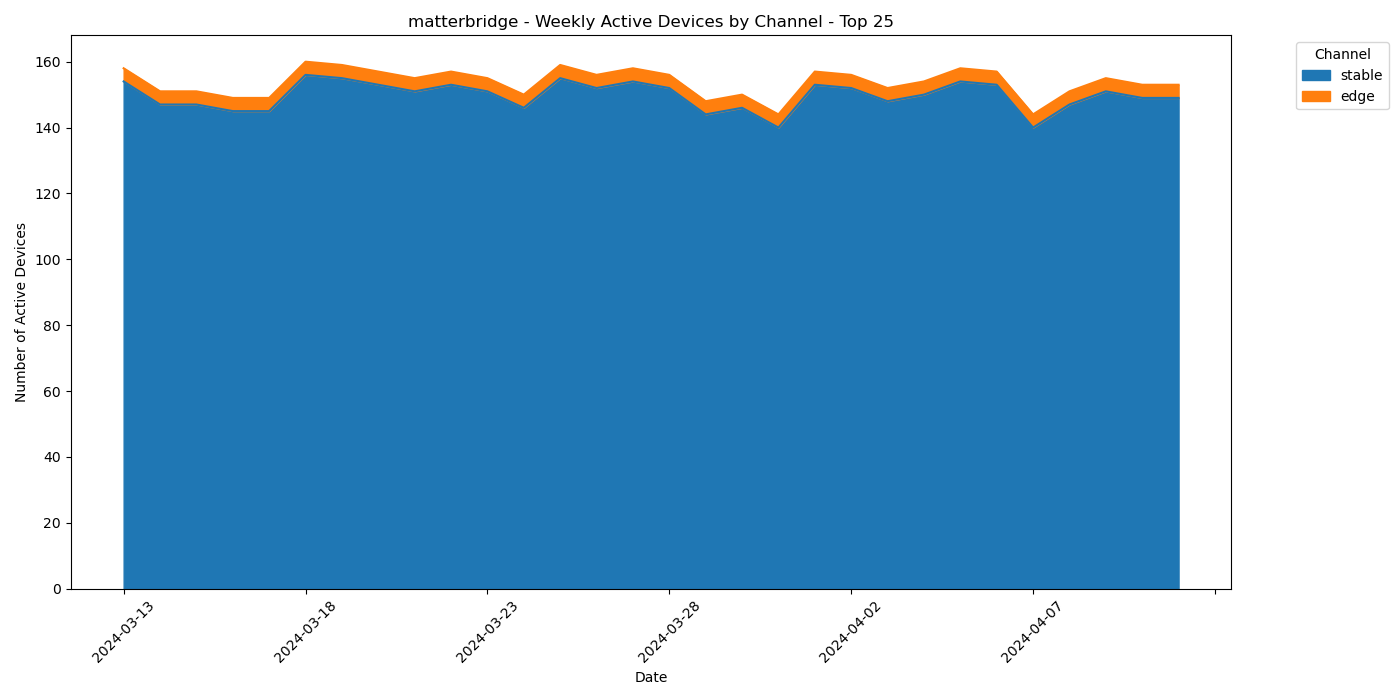 matterbridge - Weekly Active Devices by Channel - Top 25
Channel
stable
edge
Number of Active Devices
160
140
120
100
80
60
40
20
0
2024-03-13
2024-03-18
2024-03-23
2024-03-28
2024-04-02
2024-04-07
Date